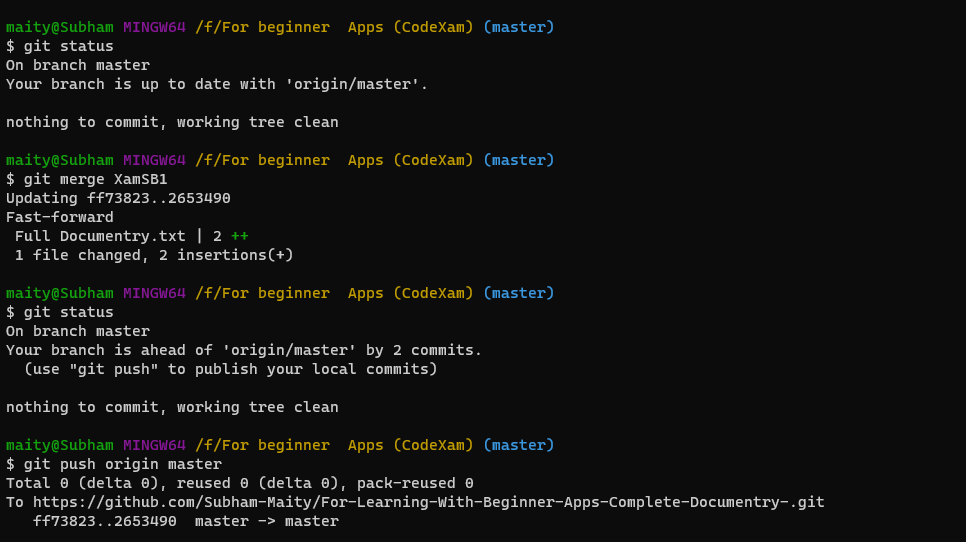 maity@Subham MINGW64 /f/For beginner  Apps (CodeXam) (master)
$ git status
On branch master
Your branch is up to date with 'origin/master'.
nothing to commit, working tree clean
maity@Subham MINGW64 /f/For beginner  Apps (CodeXam) (master)
$ git merge XamSB1
Updating ff73823..2653490
Fast-forward
 Full Documentry.txt | 2 ++
 1 file changed, 2 insertions(+)
maity@Subham MINGW64 /f/For beginner  Apps (CodeXam) (master)
$ git status
On branch master
Your branch is ahead of 'origin/master' by 2 commits.
  (use "git push" to publish your local commits)
nothing to commit, working tree clean
maity@Subham MINGW64 /f/For beginner  Apps (CodeXam) (master)
$ git push origin master
Total 0 (delta 0), reused 0 (delta 0), pack-reused 0
To https://github.com/Subham-Maity/For-Learning-With-Beginner-Apps-Complete-Documentry-.git
   ff73823..2653490  master -> master